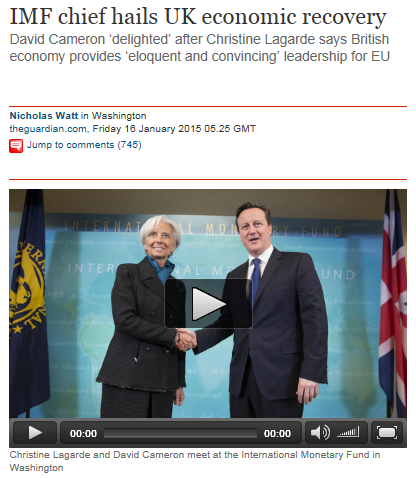 IMF chief hails UK economic recovery
David Cameron ‘delighted’ after Christine Lagarde says British
economy provides ‘eloquent and convincing’ leadership for EU
Nicholas Watt in Washington
theguardian.com, Friday 16 January 2015 05.25 GMT
Jump to comments (745)
INTERNATIONAL MONETARY FUND
INTERNATIONAL MONETARY FUND
00:00
00:00
Christine Lagarde and David Cameron meet at the International Monetary Fund in
Washington